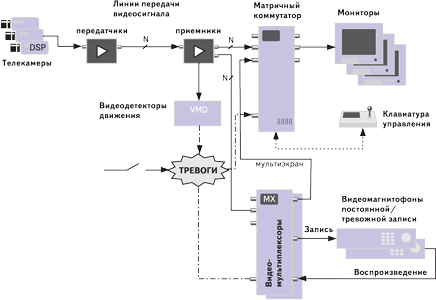 Линии передачи
видеосигнала
Матричный
коммутатор
Мониторы
передатчики
приемники
N
N
N
DSP
Телекамеры
Видеодетекторы
движения
VMD
Клавиатура
управления
ТРЕВОГИ
мультиэкран
MX
Видео-
мультиплексоры
Видеомагнитофоны
постоянной/
тревожной записи
Запись
Воспроизведение